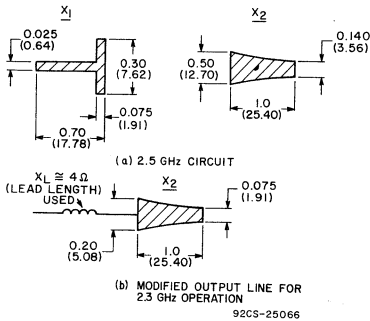 X1
X2
0.025
(0.64)
0.30
(7.62)
0.075
(1.91)
0.70
(17.78)
0.50
(12.70)
0.140
(3.56)
1.0
(25.40)
(a) 2.5 GHz CIRCUIT
XL ≅ 4 Ω
(LEAD LENGTH)
USED
X2
0.075
(1.91)
0.20
(5.08)
1.0
(25.40)
(b) MODIFIED OUTPUT LINE FOR
2.3 GHz OPERATION
92CS-25066